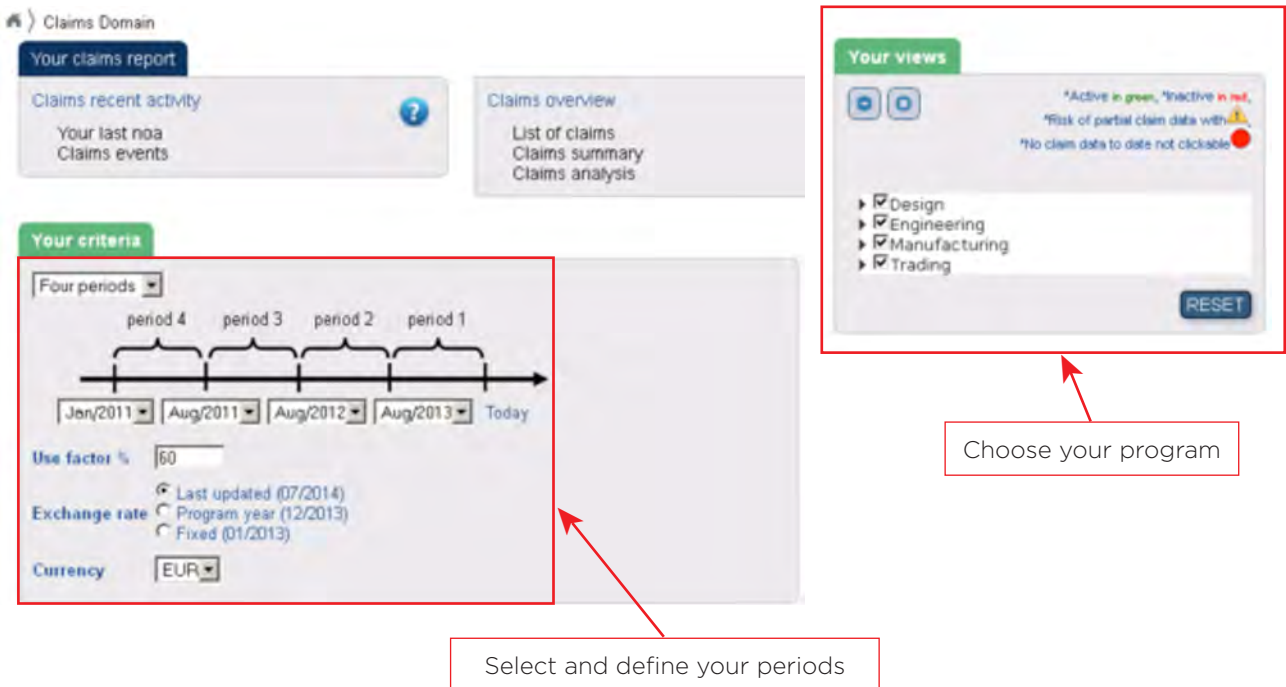 Claims Domain
Your claims report
Claims recent activity
Your last noa
Claims events
Claims overview
List of claims
Claims summary
Claims analysis
Your views
*Active in green, *Inactive in red,
*Risk of partial claim data with
*No claim data to date not clickable
Design
Engineering
Manufacturing
Trading
RESET
Choose your program
Your criteria
Four periods
period 4 period 3 period 2 period 1
Jan/2011 Aug/2011 Aug/2012 Aug/2013 Today
Use factor % 60
Exchange rate
Last updated (07/2014)
Program year (12/2013)
Fixed (01/2013)
Currency EUR
Select and define your periods